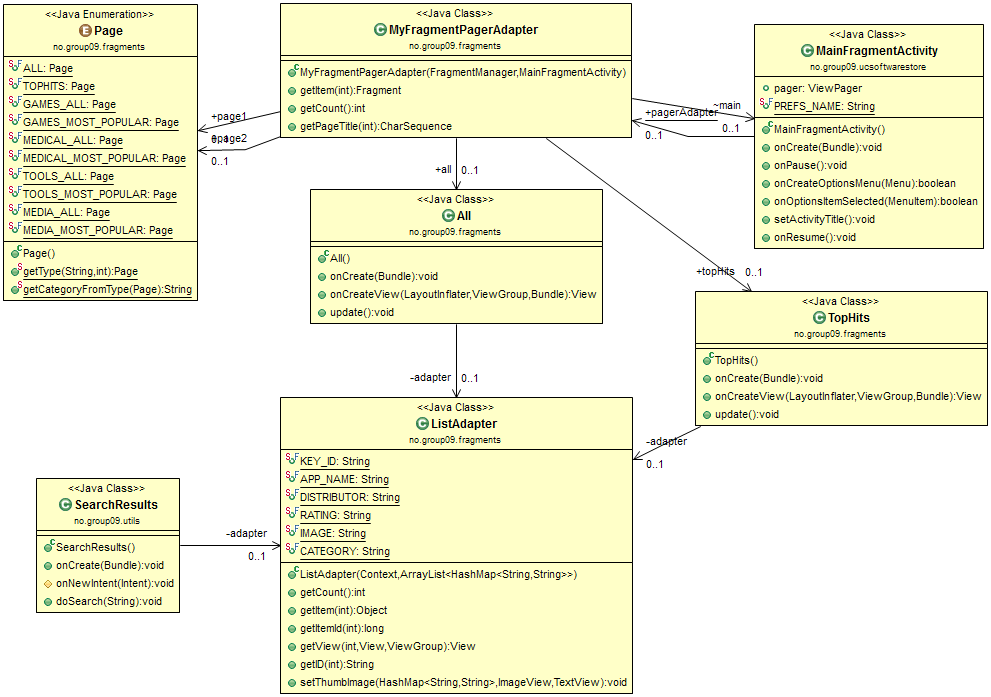 <<Java Enumeration>>
Page
no.group09.fragments
ALL: Page
TOPHITS: Page
GAMES_ALL: Page
GAMES_MOST_POPULAR: Page
MEDICAL_ALL: Page
MEDICAL_MOST_POPULAR: Page
TOOLS_ALL: Page
TOOLS_MOST_POPULAR: Page
MEDIA_ALL: Page
MEDIA_MOST_POPULAR: Page
Page()
getType(String,int):Page
getCategoryFromType(Page):String
<<Java Class>>
MyFragmentPagerAdapter
no.group09.fragments
MyFragmentPagerAdapter(FragmentManager,MainFragmentActivity)
getItem(int):Fragment
getCount():int
getPageTitle(int):CharSequence
<<Java Class>>
MainFragmentActivity
no.group09.ucsoftwarestore
pager: ViewPager
PREFS_NAME: String
MainFragmentActivity()
onCreate(Bundle):void
onPause():void
onCreateOptionsMenu(Menu):boolean
onOptionsItemSelected(MenuItem):boolean
setActivityTitle():void
onResume():void
+page1
+page2
0..1
~main
0..1
+pagerAdapter
0..1
+all
0..1
+topHits
0..1
<<Java Class>>
All
no.group09.fragments
All()
onCreate(Bundle):void
onCreateView(LayoutInflater,ViewGroup,Bundle):View
update():void
<<Java Class>>
TopHits
no.group09.fragments
TopHits()
onCreate(Bundle):void
onCreateView(LayoutInflater,ViewGroup,Bundle):View
update():void
-adapter
0..1
-adapter
0..1
<<Java Class>>
ListAdapter
no.group09.fragments
KEY_ID: String
APP_NAME: String
DISTRIBUTOR: String
RATING: String
IMAGE: String
CATEGORY: String
ListAdapter(Context,ArrayList<HashMap<String,String>>)
getCount():int
getItem(int):Object
getItemId(int):long
getView(int,View,ViewGroup):View
getID(int):String
setThumbImage(HashMap<String,String>,ImageView,TextView):void
<<Java Class>>
SearchResults
no.group09.utils
SearchResults()
onCreate(Bundle):void
onNewIntent(Intent):void
doSearch(String):void
-adapter
0..1